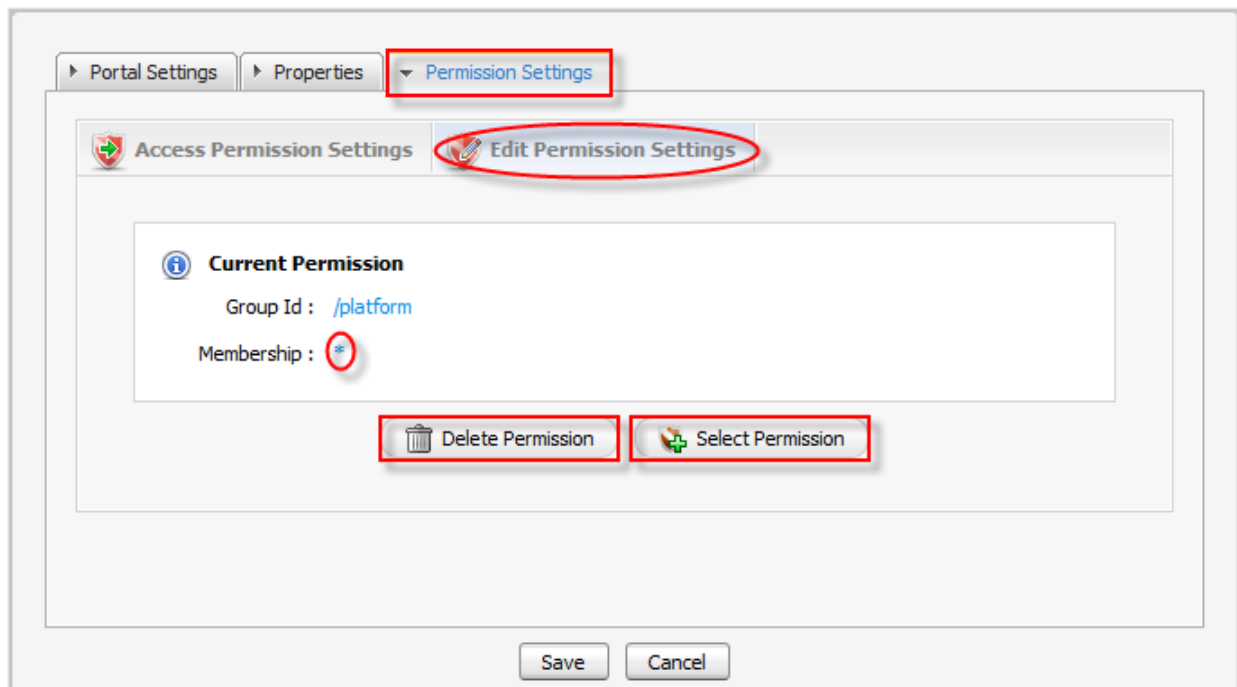 Portal Settings Properties Permission Settings
Access Permission Settings Edit Permission Settings
Current Permission
Group Id : /platform
Membership : *
Delete Permission Select Permission
Save Cancel